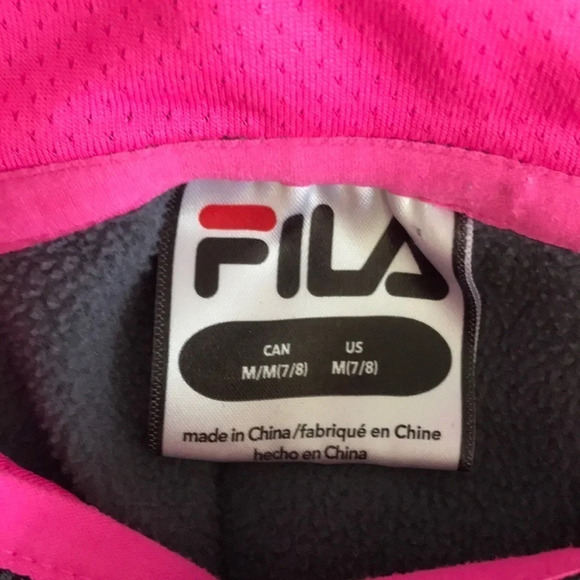 FILA
CAN US
M/M(7/8) M(7/8)
made in China/fabriqué en Chine
hecho en China